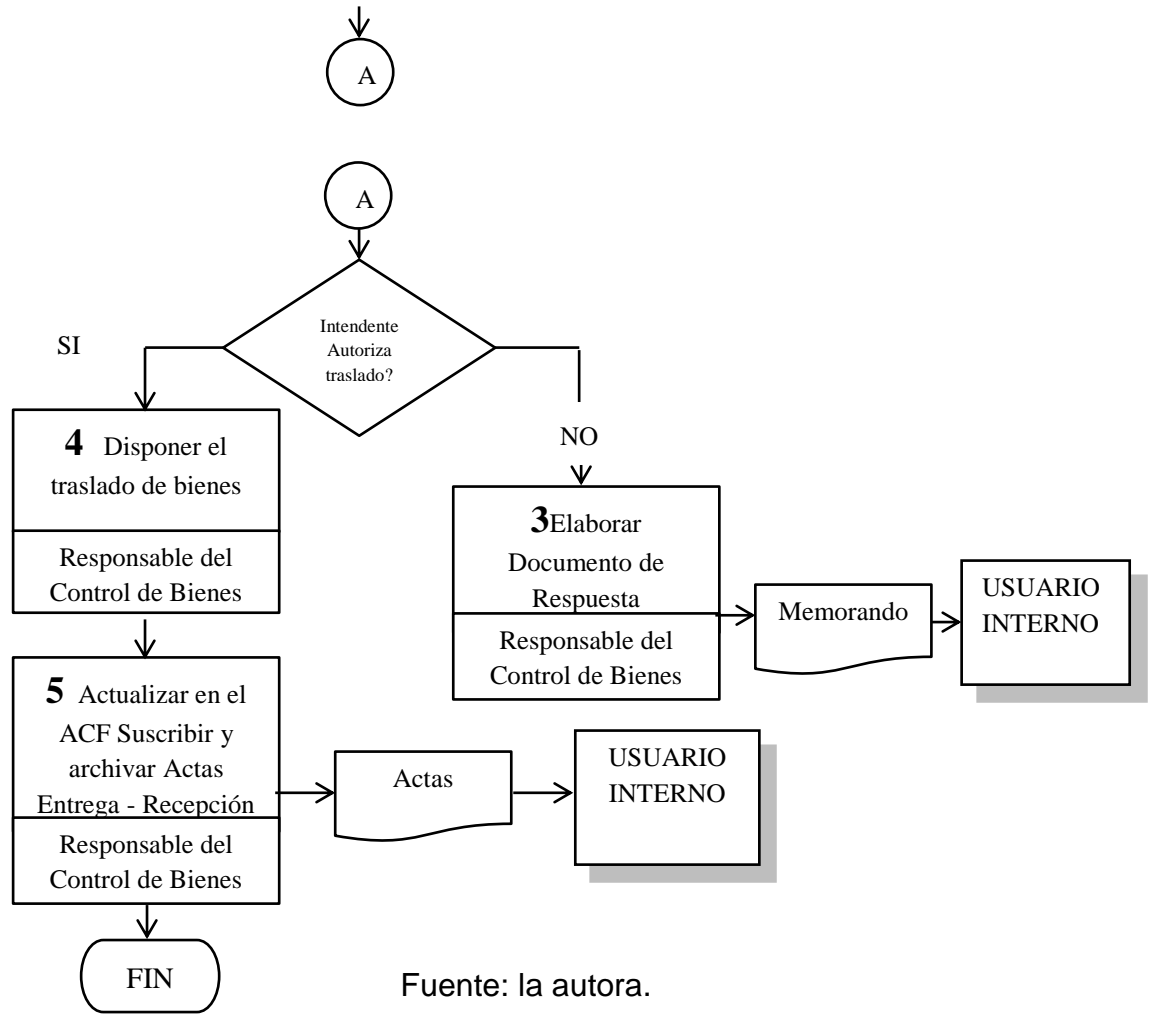 A
A
Intendente
Autoriza
traslado?
SI
NO
4 Disponer el
traslado de bienes
Responsable del
Control de Bienes
3Elaborar
Documento de
Respuesta
Responsable del
Control de Bienes
Memorando
USUARIO
INTERNO
5 Actualizar en el
ACF Suscribir y
archivar Actas
Entrega - Recepción
Responsable del
Control de Bienes
Actas
USUARIO
INTERNO
FIN
Fuente: la autora.